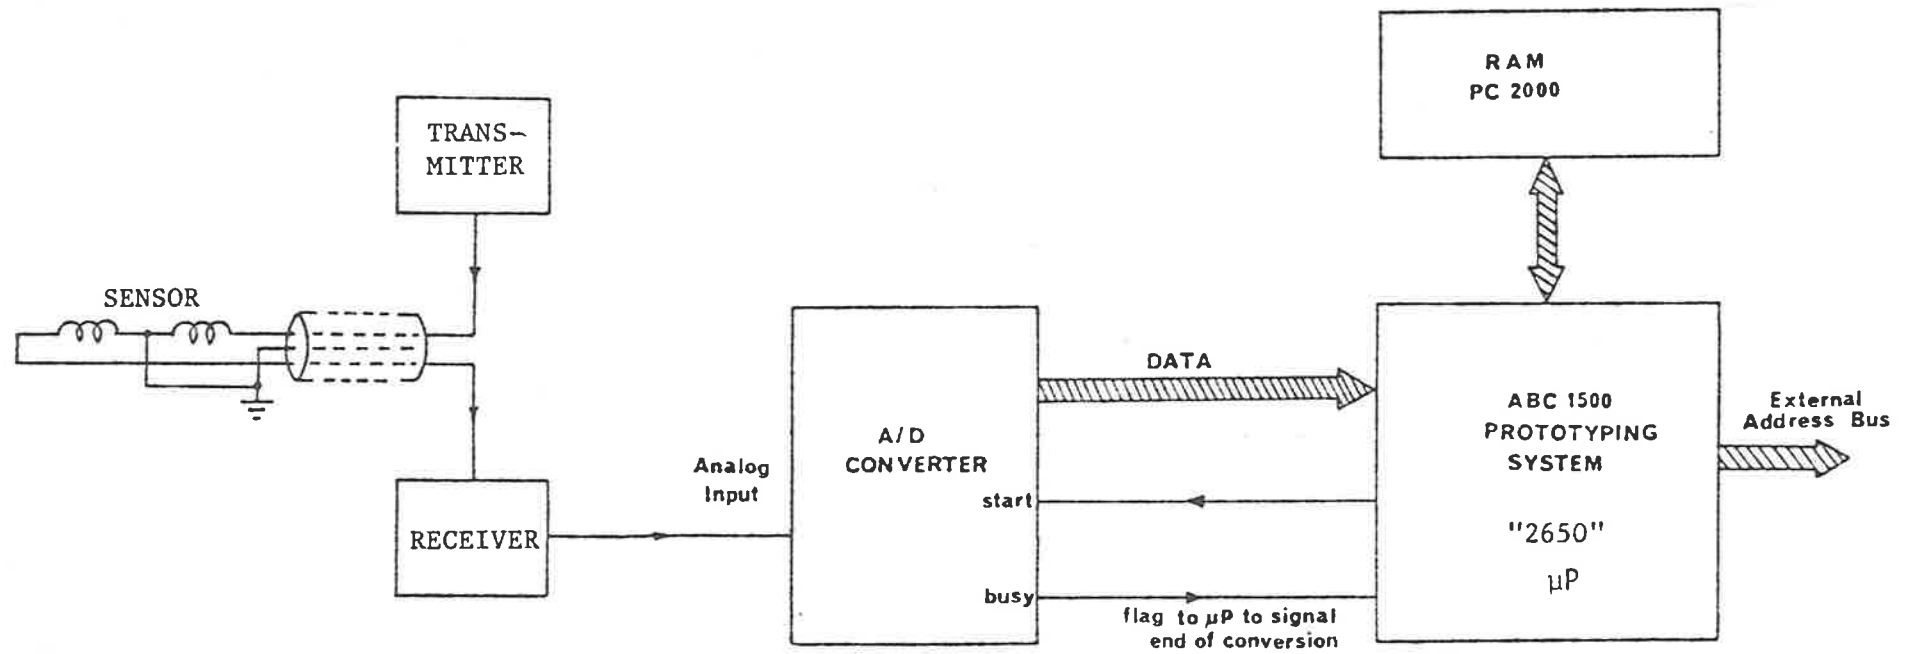 RAM
PC 2000
TRANS-
MITTER
SENSOR
DATA
A/D
CONVERTER
Analog
Input
start
busy
RECEIVER
ABC 1500
PROTOTYPING
SYSTEM
"2650"
µP
External
Address Bus
flag to µP to signal
end of conversion